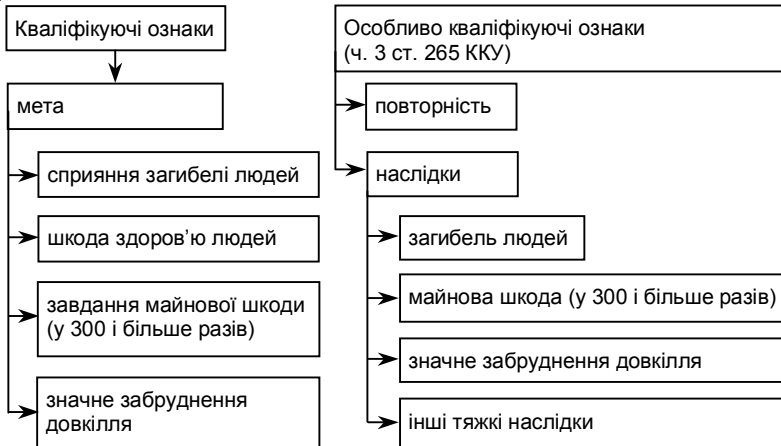 Кваліфікуючі ознаки
мета
сприяння загибелі людей
шкода здоров’ю людей
завдання майнової шкоди
(у 300 і більше разів)
значне забруднення
довкілля
Особливо кваліфікуючі ознаки
(ч. 3 ст. 265 ККУ)
повторність
наслідки
загибель людей
майнова шкода (у 300 і більше разів)
значне забруднення довкілля
інші тяжкі наслідки